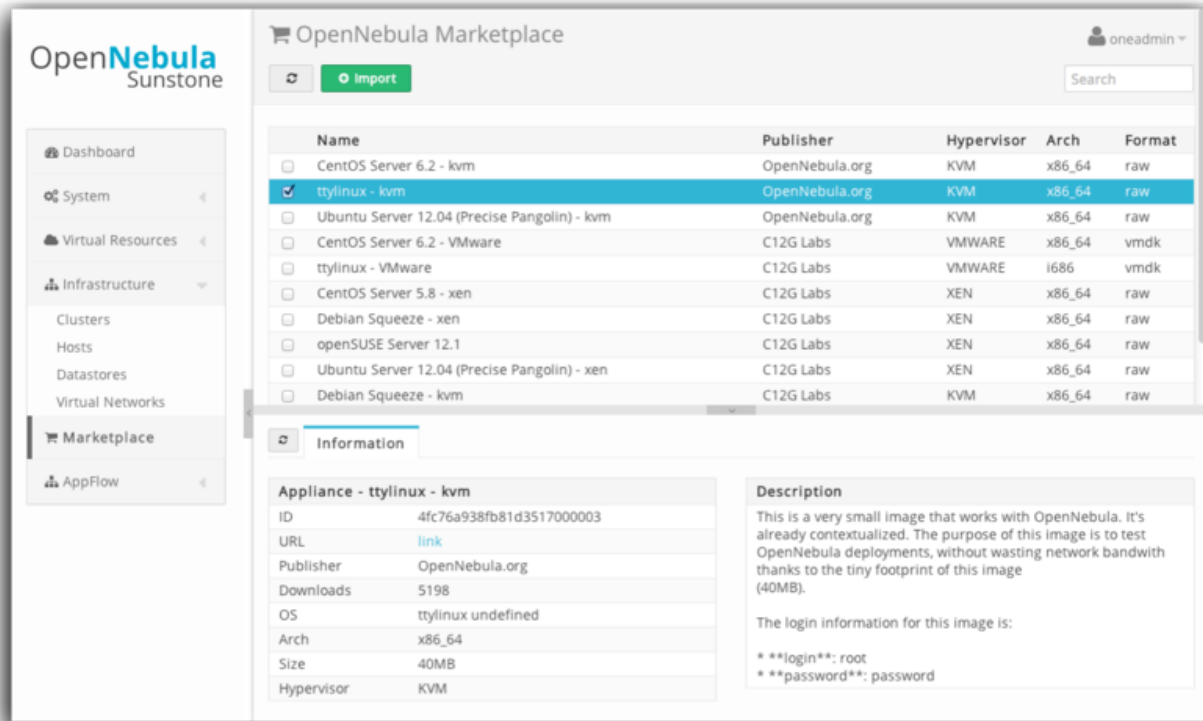 OpenNebula
Sunstone
Dashboard
System
Virtual Resources
Infrastructure
Clusters
Hosts
Datastores
Virtual Networks
Marketplace
AppFlow
OpenNebula Marketplace
oneadmin
Import
Search
Name Publisher Hypervisor Arch Format
CentOS Server 6.2 - kvm OpenNebula.org KVM x86_64 raw
ttylinux - kvm OpenNebula.org KVM x86_64 raw
Ubuntu Server 12.04 (Precise Pangolin) - kvm OpenNebula.org KVM x86_64 raw
CentOS Server 6.2 - VMware C12G Labs VMWARE x86_64 vmdk
ttylinux - VMware C12G Labs VMWARE i686 vmdk
CentOS Server 5.8 - xen C12G Labs XEN x86_64 raw
Debian Squeeze - xen C12G Labs XEN x86_64 raw
openSUSE Server 12.1 C12G Labs XEN x86_64 raw
Ubuntu Server 12.04 (Precise Pangolin) - xen C12G Labs XEN x86_64 raw
Debian Squeeze - kvm C12G Labs KVM x86_64 raw
Information
Appliance - ttylinux - kvm
ID 4fc76a938fb81d3517000003
URL link
Publisher OpenNebula.org
Downloads 5198
OS ttylinux undefined
Arch x86_64
Size 40MB
Hypervisor KVM
Description
This is a very small image that works with OpenNebula. It's
already contextualized. The purpose of this image is to test
OpenNebula deployments, without wasting network bandwith
thanks to the tiny footprint of this image
(40MB).
The login information for this image is:
* **login**: root
* **password**: password